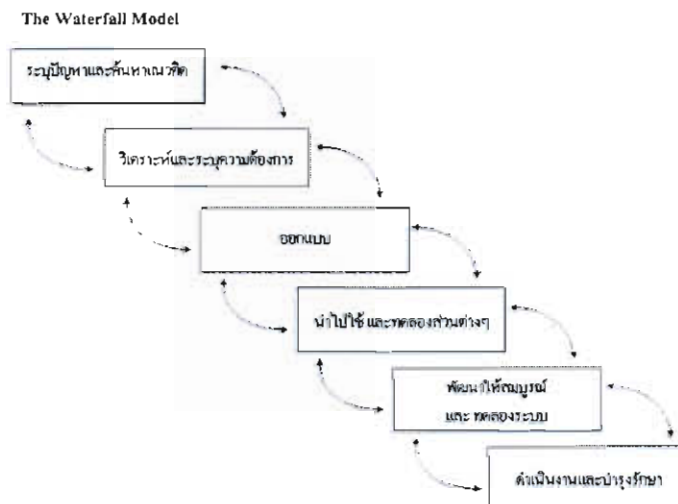 The Waterfall Model
ระบุปัญหาและค้นหาแนวคิด
วิเคราะห์และระบุความต้องการ
ออกแบบ
นำไปใช้ และทดลองส่วนต่างๆ
พัฒนาให้สมบูรณ์
และ ทดลองระบบ
ดำเนินงานและบำรุงรักษา